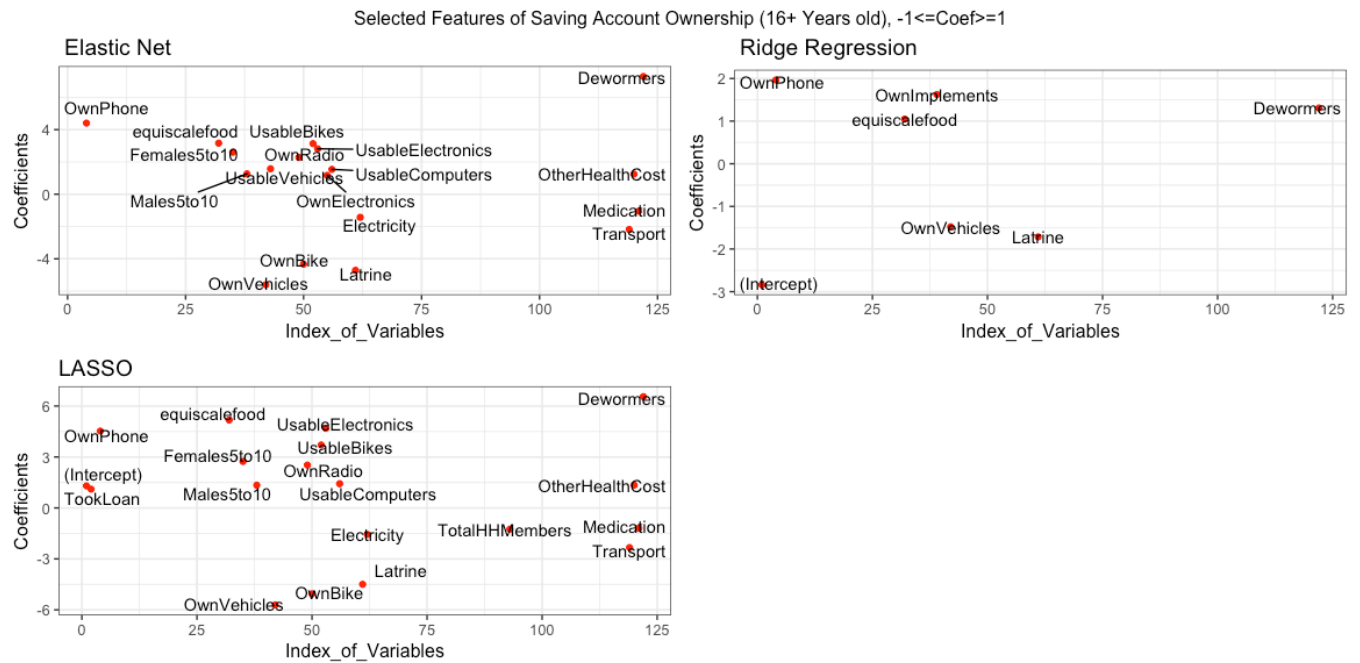 Selected Features of Saving Account Ownership (16+ Years old), -1<=Coef>=1
Elastic Net
Coefficients
4
0
-4
Dewormers
OwnPhone
equiscalefood
UsableBikes
Females5to10
OwnRadio
UsableElectronics
UsableVehicles
UsableComputers
OtherHealthCost
Males5to10
OwnElectronics
Medication
Electricity
Transport
OwnBike
Latrine
OwnVehicles
0
25
50
75
100
125
Index_of_Variables
Ridge Regression
Coefficients
2
1
0
-1
-2
-3
OwnPhone
OwnImplements
Dewormers
equiscalefood
OwnVehicles
Latrine
(Intercept)
0
25
50
75
100
125
Index_of_Variables
LASSO
Coefficients
6
3
0
-3
-6
Dewormers
equiscalefood
UsableElectronics
OwnPhone
UsableBikes
Females5to10
OwnRadio
(Intercept)
OtherHealthCost
TookLoan
Males5to10
UsableComputers
Electricity
TotalHHMembers
Medication
Transport
Latrine
OwnBike
OwnVehicles
0
25
50
75
100
125
Index_of_Variables